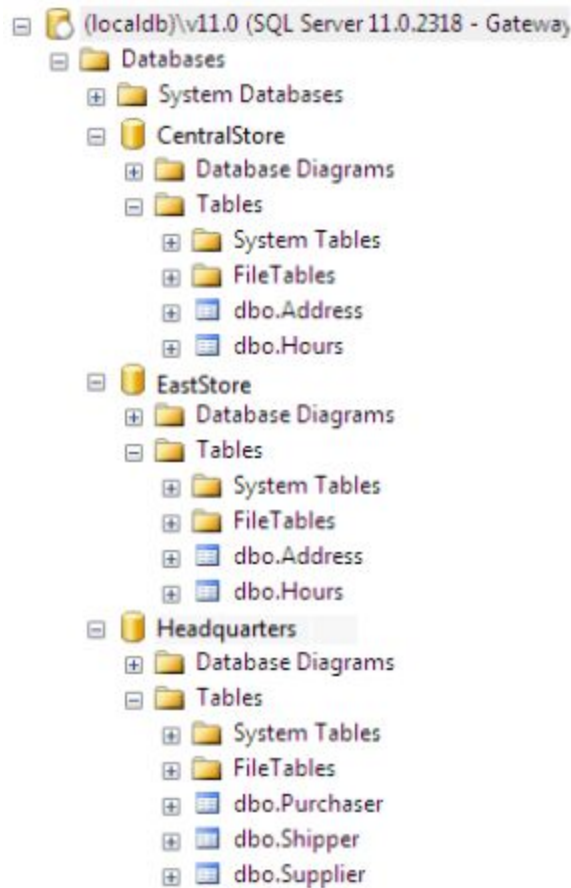 (localdb)\v11.0 (SQL Server 11.0.2318 - Gateway
Databases
System Databases
CentralStore
Database Diagrams
Tables
System Tables
FileTables
dbo.Address
dbo.Hours
EastStore
Database Diagrams
Tables
System Tables
FileTables
dbo.Address
dbo.Hours
Headquarters
Database Diagrams
Tables
System Tables
FileTables
dbo.Purchaser
dbo.Shipper
dbo.Supplier